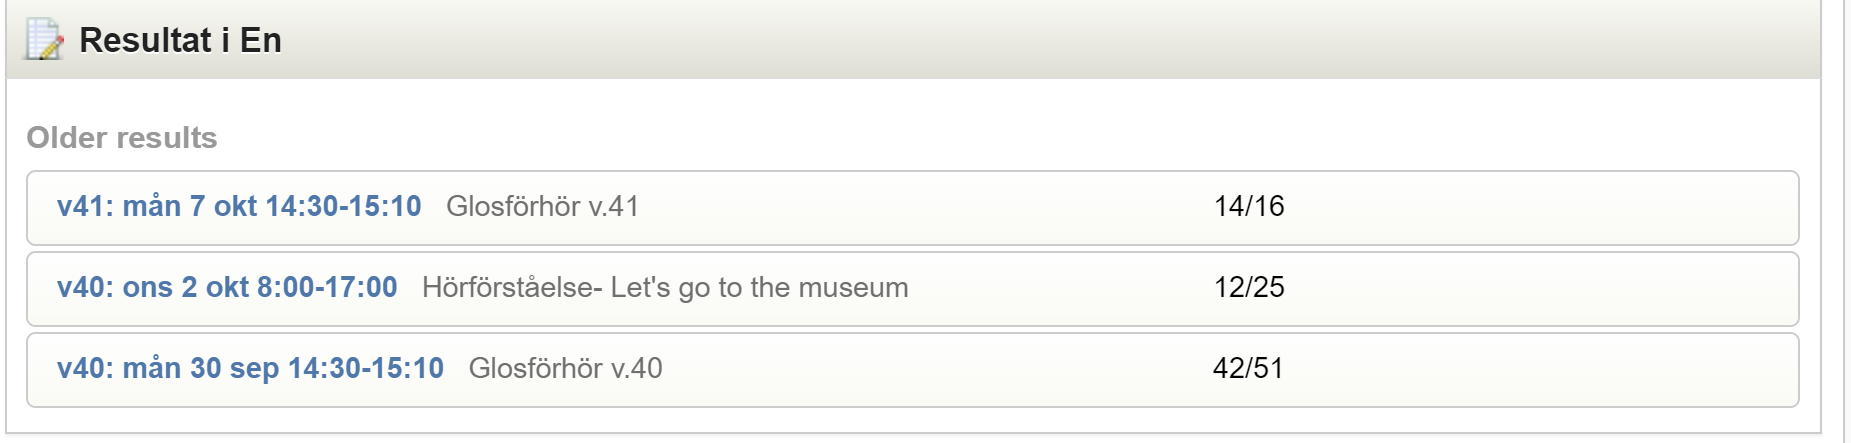 Resultat i En
Older results
v41: mån 7 okt 14:30-15:10 Glosförhör v.41 14/16
v40: ons 2 okt 8:00-17:00 Hörförståelse- Let's go to the museum 12/25
v40: mån 30 sep 14:30-15:10 Glosförhör v.40 42/51